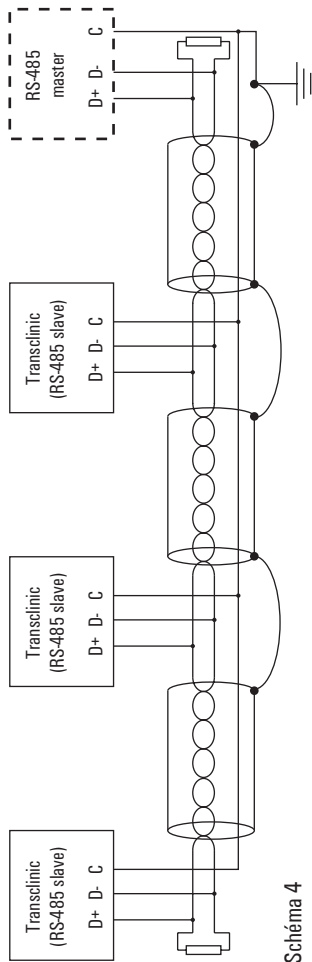 Transclinic
(RS-485 slave)
D+ D- C
Transclinic
(RS-485 slave)
D+ D- C
Transclinic
(RS-485 slave)
D+ D- C
RS-485
master
D+ D- C
Schéma 4